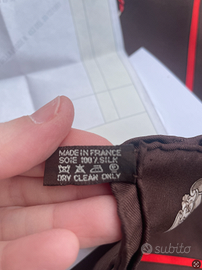 MADE IN FRANCE
SOIE 100% SILK
DRY CLEAN ONLY
subito